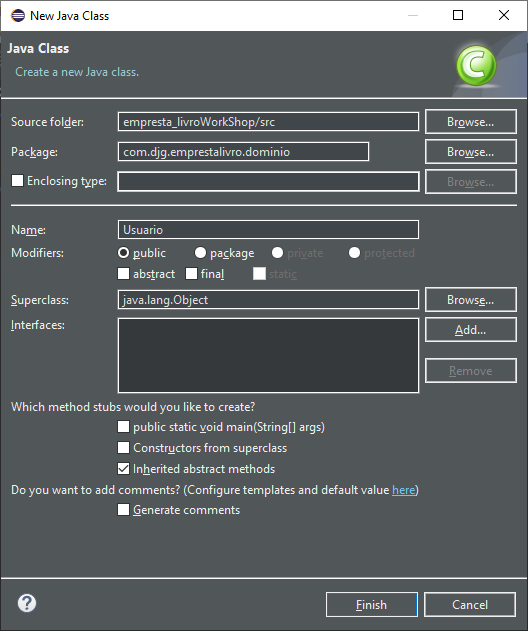 New Java Class
Java Class
Create a new Java class.
C
Source folder: empresta_livroWorkShop/src Browse...
Package: com.djg.emprestalivro.dominio Browse...
Enclosing type: Browse...
Name: Usuario
Modifiers: public package private protected
abstract final static
Superclass: java.lang.Object Browse...
Interfaces: Add...
Remove
Which method stubs would you like to create?
public static void main(String[] args)
Constructors from superclass
Inherited abstract methods
Do you want to add comments? (Configure templates and default value here)
Generate comments
? Finish Cancel